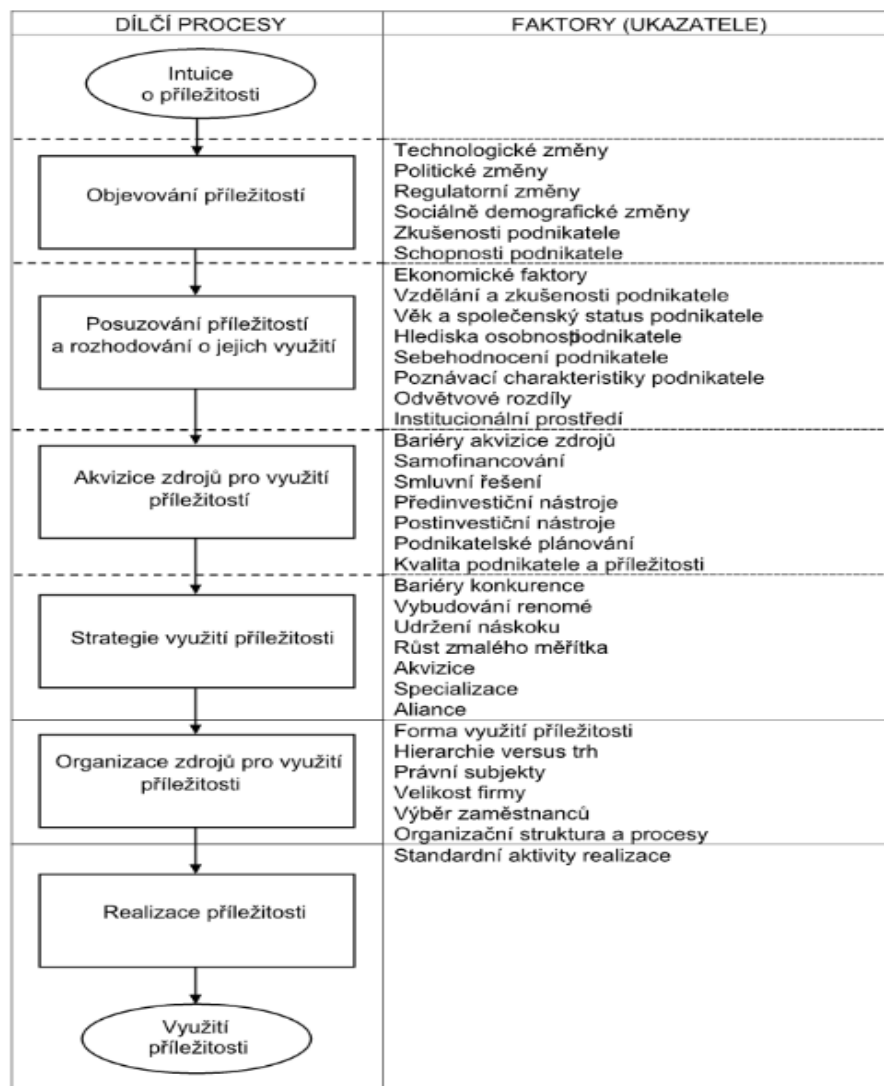 DÍLČÍ PROCESY
FAKTORY (UKAZATELE)
Intuice
o příležitosti
Objevování příležitostí
Technologické změny
Politické změny
Regulatorní změny
Sociálně demografické změny
Zkušenosti podnikatele
Schopnosti podnikatele
Posuzování příležitostí
a rozhodování o jejich využití
Ekonomické faktory
Vzdělání a zkušenosti podnikatele
Věk a společenský status podnikatele
Hlediska osobnosti podnikatele
Sebehodnocení podnikatele
Poznávací charakteristiky podnikatele
Odvětvové rozdíly
Institucionální prostředí
Akvizice zdrojů pro využití
příležitostí
Bariéry akvizice zdrojů
Samofinancování
Smluvní řešení
Předinvestiční nástroje
Postinvestiční nástroje
Podnikatelské plánování
Kvalita podnikatele a příležitosti
Strategie využití příležitosti
Bariéry konkurence
Vybudování renomé
Udržení náskoku
Růst zmalého měřítka
Akvizice
Specializace
Aliance
Organizace zdrojů pro využití
příležitosti
Forma využití příležitosti
Hierarchie versus trh
Právní subjekty
Velikost firmy
Výběr zaměstnanců
Organizační struktura a procesy
Realizace příležitosti
Standardní aktivity realizace
Využití
příležitosti